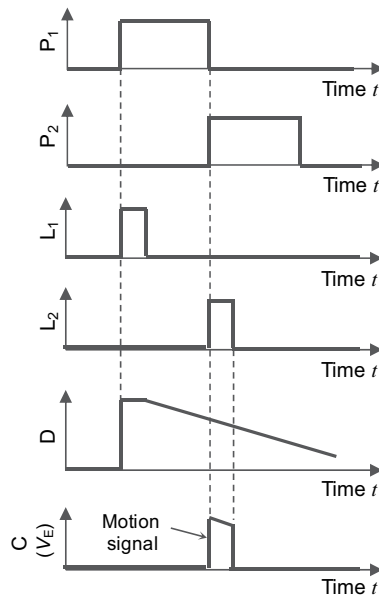 P1
Time t
P2
Time t
L1
Time t
L2
Time t
D
Time t
C
(VE)
Motion
signal
Time t